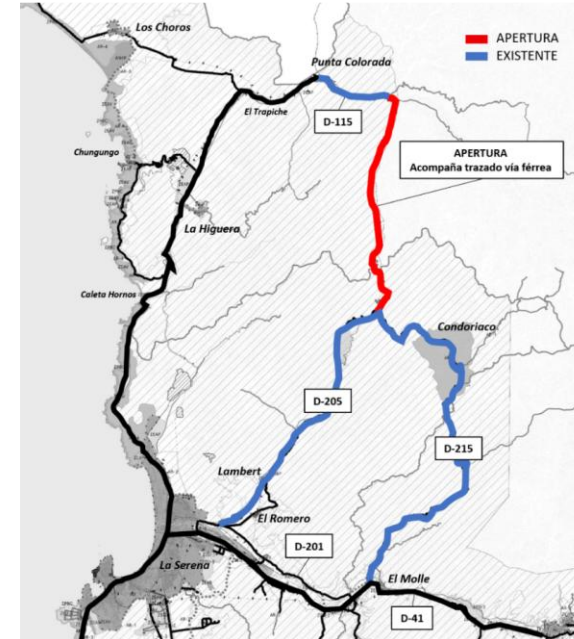 Los Choros
Punta Colorada
APERTURA
EXISTENTE
El Trapiche
D-115
Chungungo
APERTURA
Acompaña trazado vía férrea
La Higuera
Caleta Hornos
Condoriaco
D-205
D-215
Lambert
El Romero
D-201
La Serena
El Molle
D-41